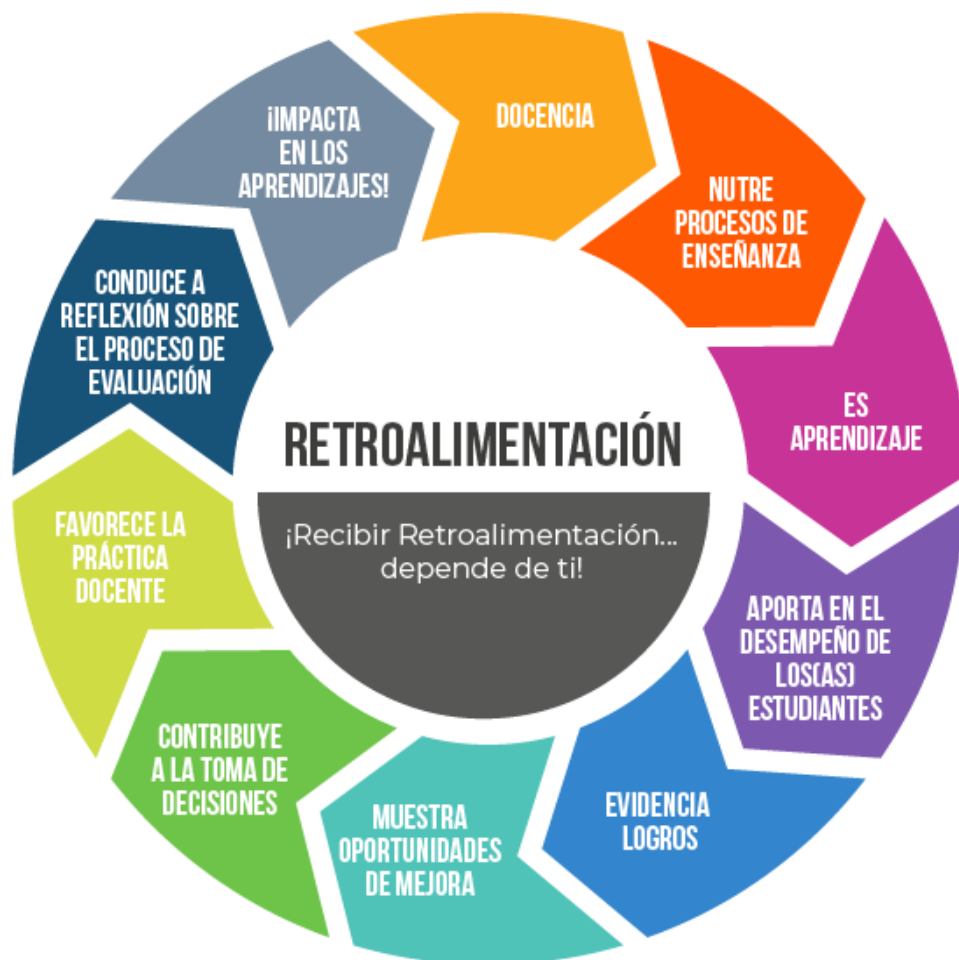 DOCENCIA
NUTRE
PROCESOS DE
ENSEÑANZA
ES
APRENDIZAJE
APORTA EN EL
DESEMPEÑO DE
LOS(AS)
ESTUDIANTES
EVIDENCIA
LOGROS
MUESTRA
OPORTUNIDADES
DE MEJORA
CONTRIBUYE
A LA TOMA DE
DECISIONES
FAVORECE LA
PRÁCTICA
DOCENTE
CONDUCE A
REFLEXIÓN SOBRE
EL PROCESO DE
EVALUACIÓN
¡IMPACTA
EN LOS
APRENDIZAJES!
RETROALIMENTACIÓN
¡Recibir Retroalimentación...
depende de ti!